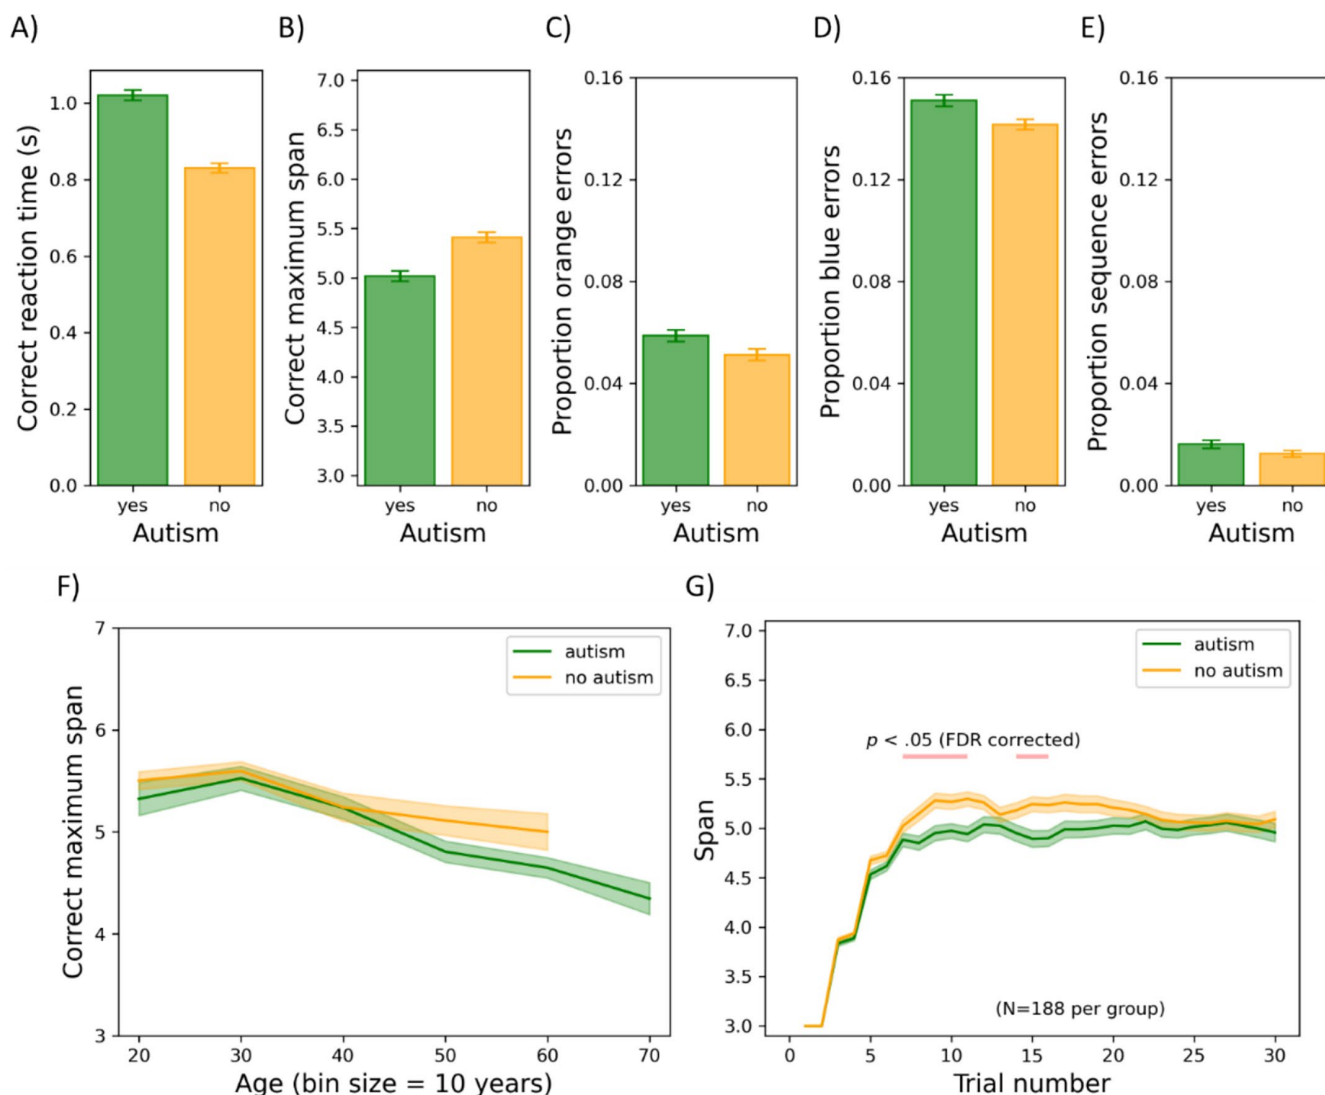 A)
Correct reaction time (s)
1.0
0.8
0.6
0.4
0.2
0.0
yes no
Autism
B)
Correct maximum span
7.0
6.5
6.0
5.5
5.0
4.5
4.0
3.5
3.0
yes no
Autism
C)
Proportion orange errors
0.16
0.12
0.08
0.04
0.00
yes no
Autism
D)
Proportion blue errors
0.16
0.12
0.08
0.04
0.00
yes no
Autism
E)
Proportion sequence errors
0.16
0.12
0.08
0.04
0.00
yes no
Autism
F)
Correct maximum span
7
6
5
4
3
autism
no autism
20 30 40 50 60 70
Age (bin size = 10 years)
G)
Span
7.0
6.5
6.0
5.5
5.0
4.5
4.0
3.5
3.0
autism
no autism
p < .05 (FDR corrected)
(N=188 per group)
0 5 10 15 20 25 30
Trial number